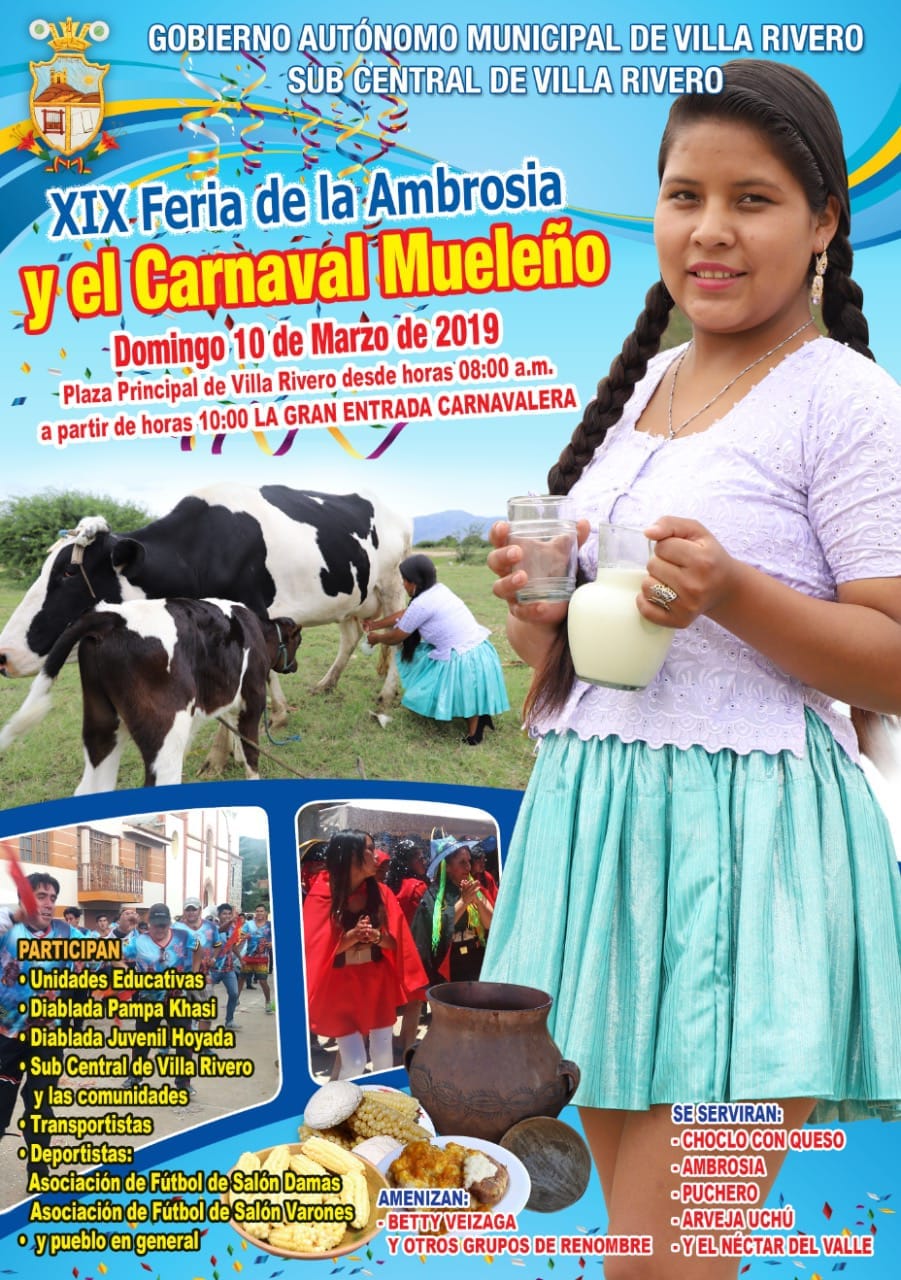 GOBIERNO AUTÓNOMO MUNICIPAL DE VILLA RIVERO
SUB CENTRAL DE VILLA RIVERO
XIX Feria de la Ambrosia
y el Carnaval Mueleño
Domingo 10 de Marzo de 2019
Plaza Principal de Villa Rivero desde horas 08:00 a.m.
a partir de horas 10:00 LA GRAN ENTRADA CARNAVALERA
PARTICIPAN
• Unidades Educativas
• Diablada Pampa Khasi
• Diablada Juvenil Hoyada
• Sub Central de Villa Rivero
y las comunidades
• Transportistas
• Deportistas:
Asociación de Fútbol de Salón Damas
Asociación de Fútbol de Salón Varones
• y pueblo en general
AMENIZAN:
- BETTY VEIZAGA
Y OTROS GRUPOS DE RENOMBRE
SE SERVIRAN:
- CHOCLO CON QUESO
- AMBROSIA
- PUCHERO
- ARVEJA UCHÚ
- Y EL NÉCTAR DEL VALLE